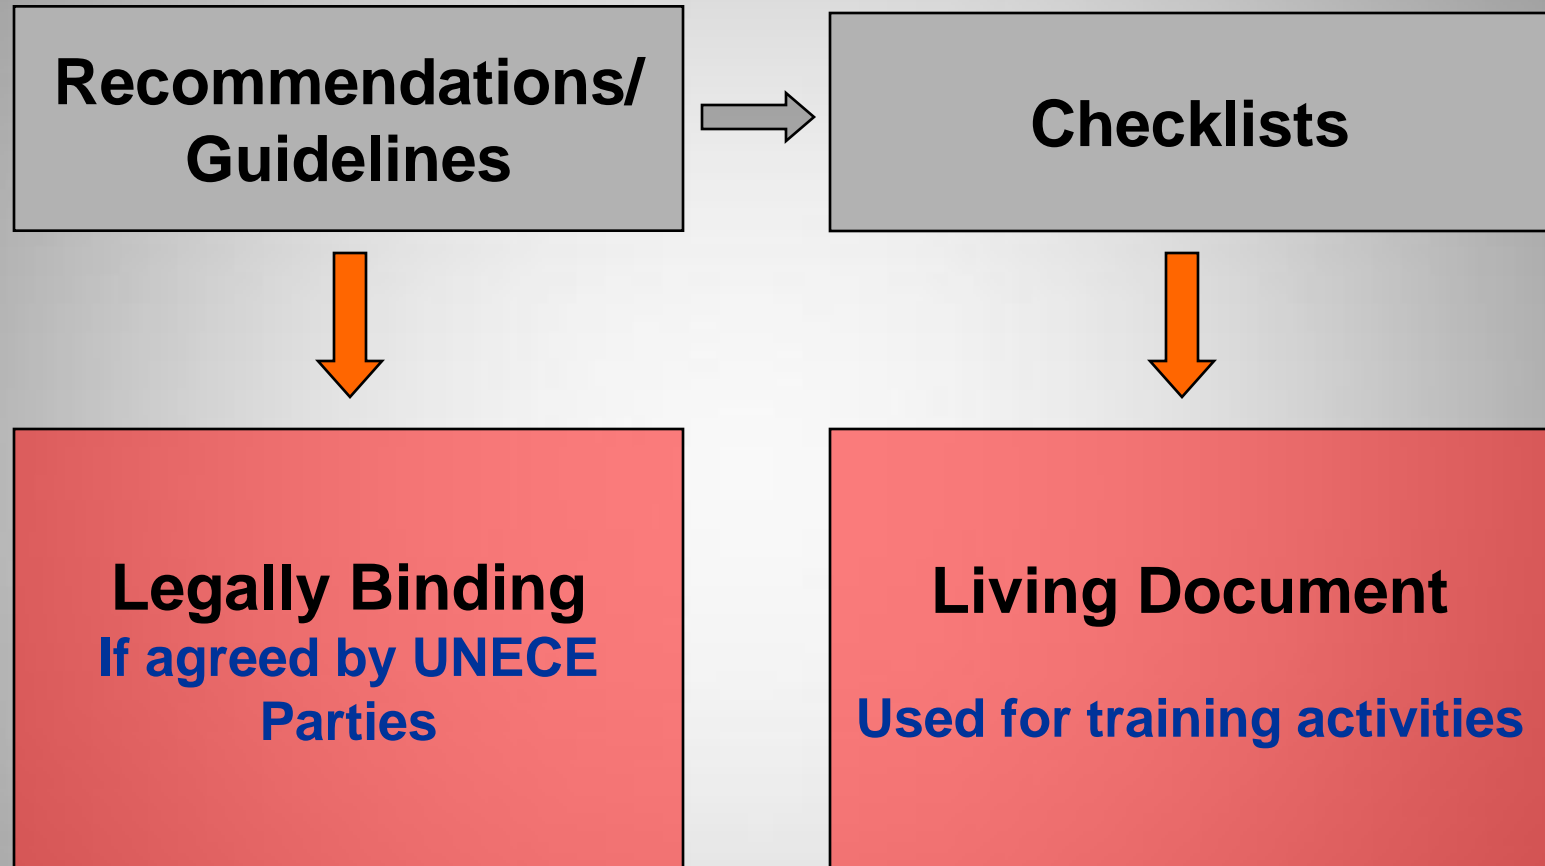 Recommendations/
Guidelines
Checklists
Legally Binding
If agreed by UNECE
Parties
Living Document
Used for training activities